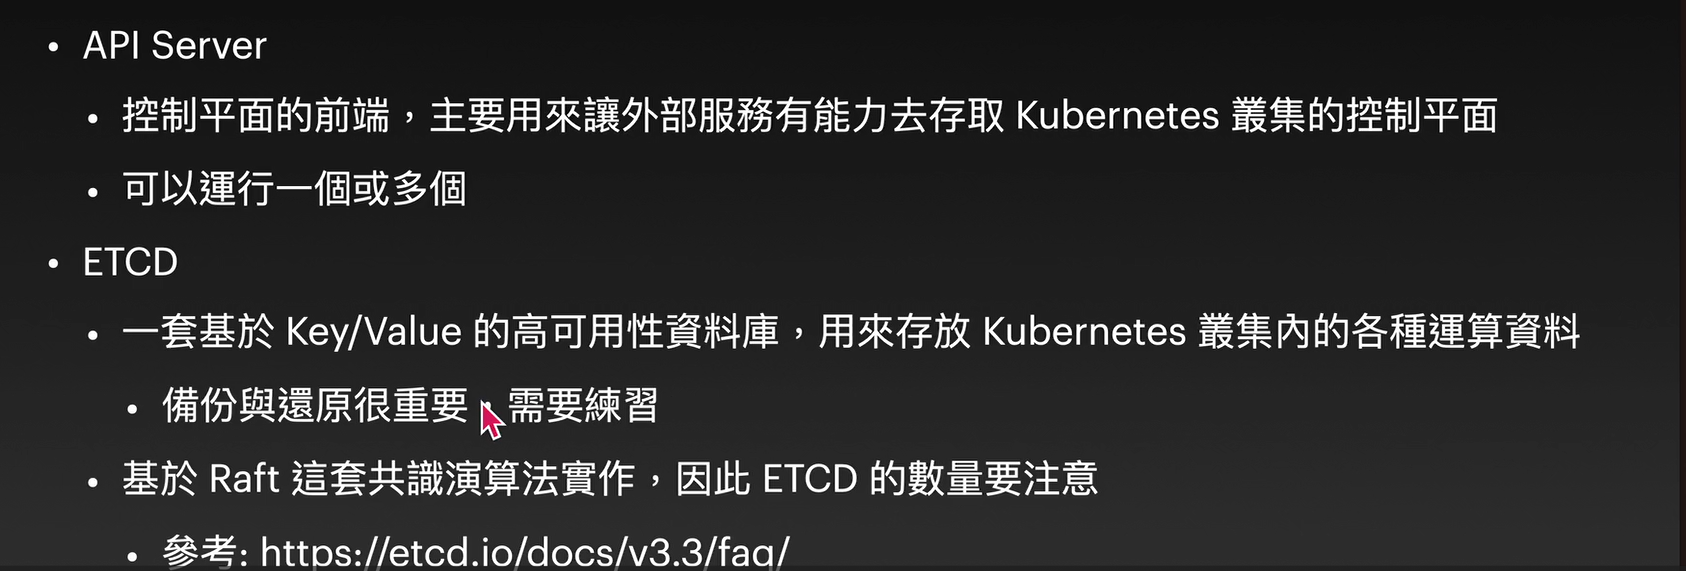 • API Server
• 控制平面的前端，主要用來讓外部服務有能力去存取 Kubernetes 叢集的控制平面
• 可以運行一個或多個
• ETCD
• 一套基於 Key/Value 的高可用性資料庫，用來存放 Kubernetes 叢集內的各種運算資料
• 備份與還原很重要，需要練習
• 基於 Raft 這套共識演算法實作，因此 ETCD 的數量要注意
• 參考: https://etcd.io/docs/v3.3/faq/